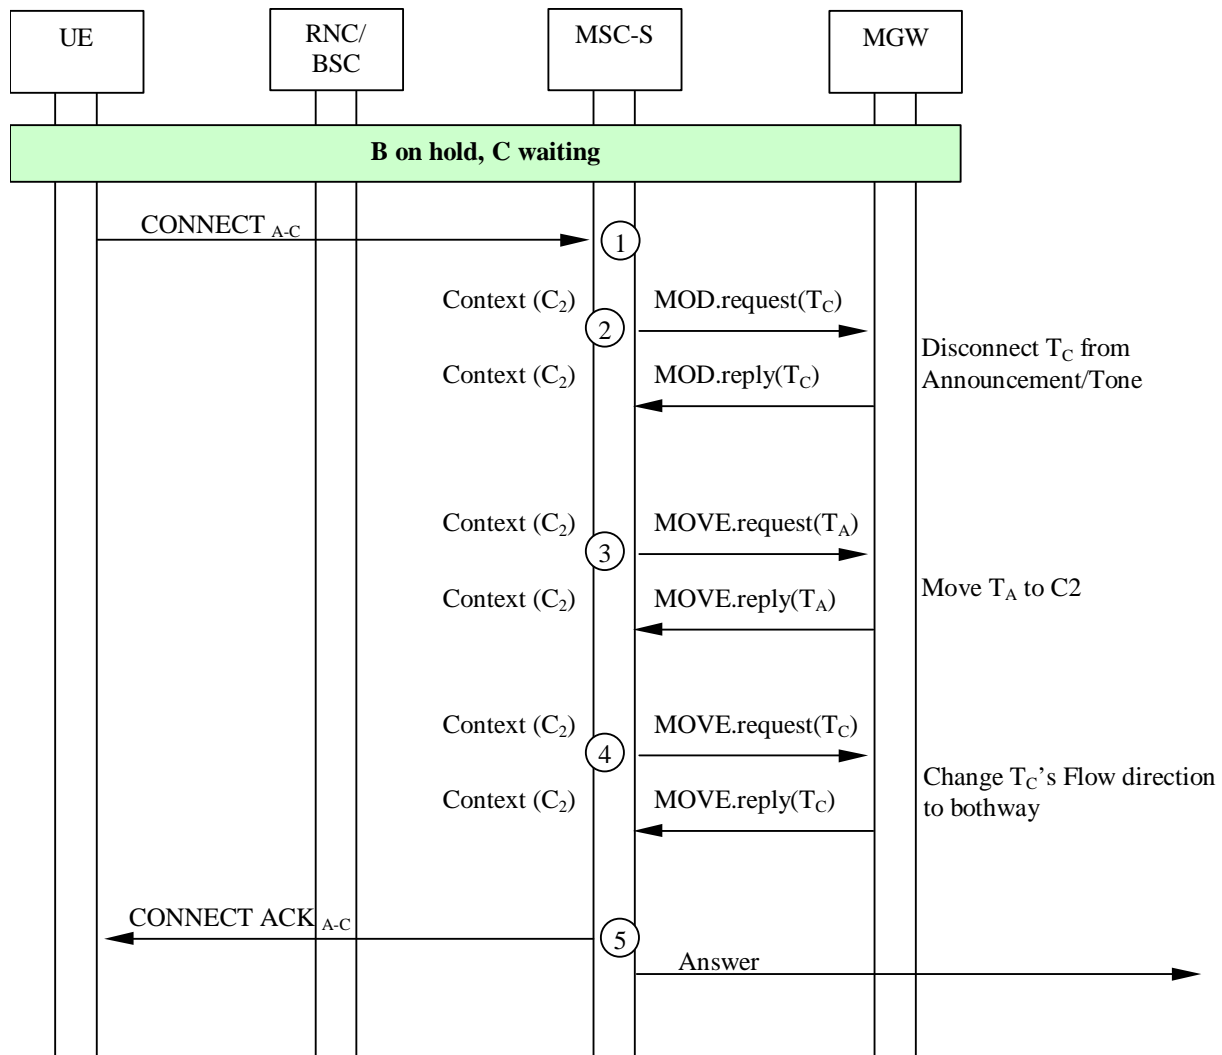 UE
RNC/
BSC
MSC-S
MGW
B on hold, C waiting
CONNECT A-C
1
Context (C2)
MOD.request(TC)
2
Disconnect TC from
Announcement/Tone
Context (C2)
MOD.reply(TC)
Context (C2)
MOVE.request(TA)
3
Move TA to C2
Context (C2)
MOVE.reply(TA)
Context (C2)
MOVE.request(TC)
4
Change TC’s Flow direction
to bothway
Context (C2)
MOVE.reply(TC)
CONNECT ACK A-C
5
Answer